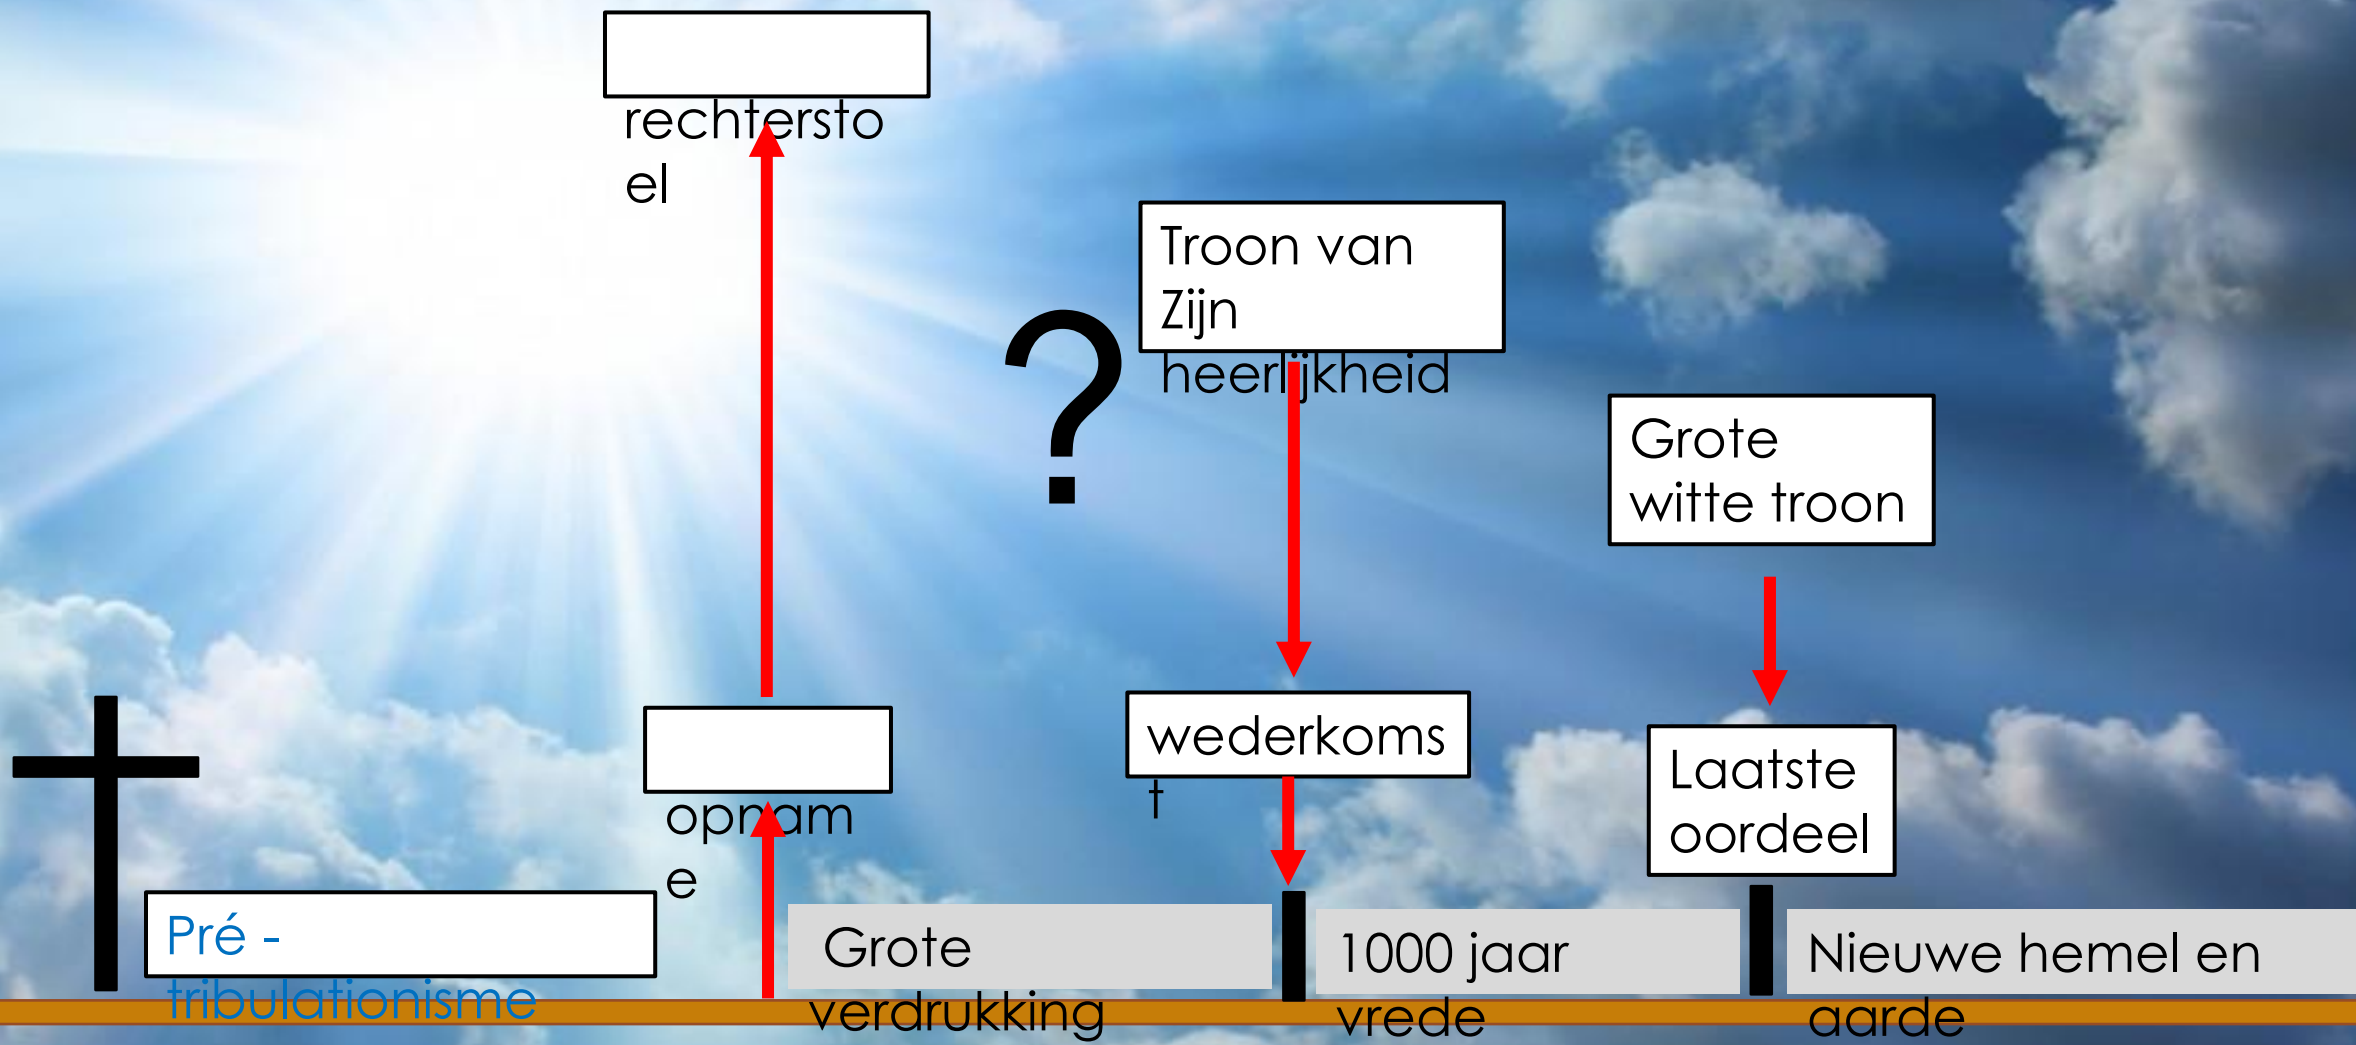 rechtersto
el
Troon van
Zijn
heerlijkheid
?
Grote
witte troon
wederkoms
t
Laatste
oordeel
opnam
e
Pré -
tribulationisme
Grote
verdrukking
1000 jaar
vrede
Nieuwe hemel en
aarde